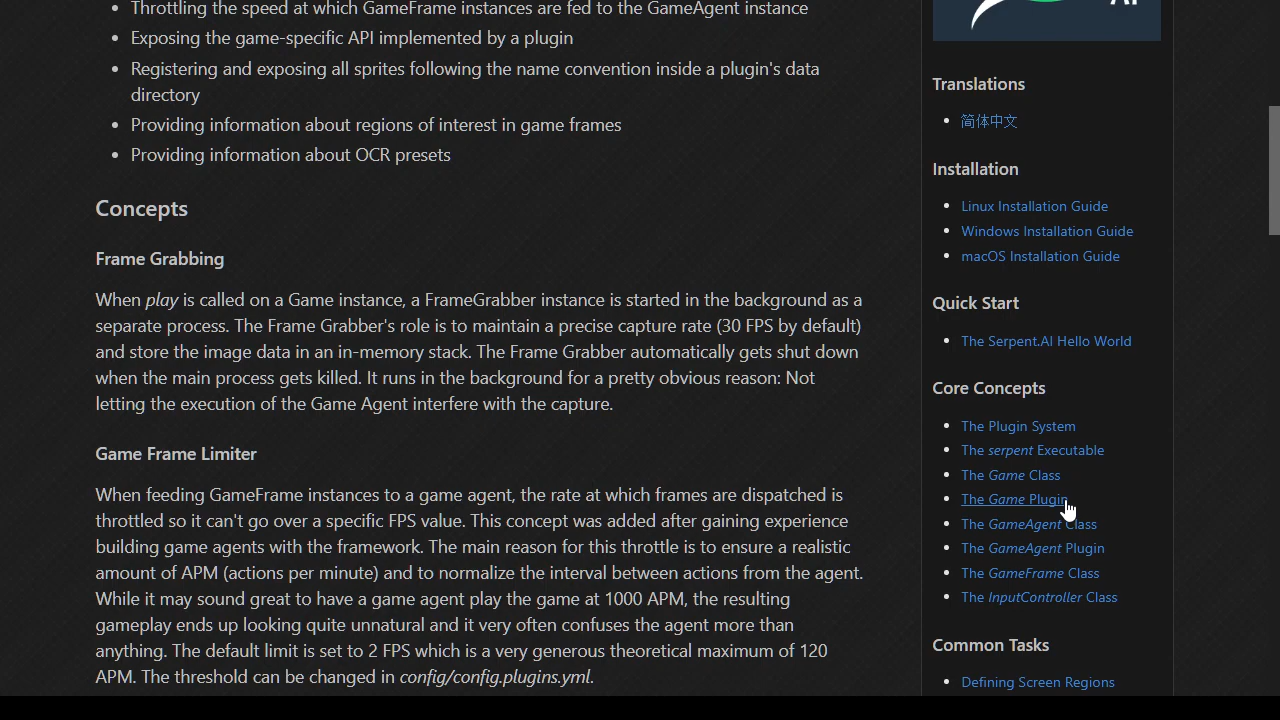 Throttling the speed at which GameFrame instances are fed to the GameAgent instance
Exposing the game-specific API implemented by a plugin
Registering and exposing all sprites following the name convention inside a plugin's data
directory
Providing information about regions of interest in game frames
Providing information about OCR presets
Concepts
Frame Grabbing
When play is called on a Game instance, a FrameGrabber instance is started in the background as a
separate process. The Frame Grabber's role is to maintain a precise capture rate (30 FPS by default)
and store the image data in an in-memory stack. The Frame Grabber automatically gets shut down
when the main process gets killed. It runs in the background for a pretty obvious reason: Not
letting the execution of the Game Agent interfere with the capture.
Game Frame Limiter
When feeding GameFrame instances to a game agent, the rate at which frames are dispatched is
throttled so it can't go over a specific FPS value. This concept was added after gaining experience
building game agents with the framework. The main reason for this throttle is to ensure a realistic
amount of APM (actions per minute) and to normalize the interval between actions from the agent.
While it may sound great to have a game agent play the game at 1000 APM, the resulting
gameplay ends up looking quite unnatural and it very often confuses the agent more than
anything. The default limit is set to 2 FPS which is a very generous theoretical maximum of 120
APM. The threshold can be changed in config/config.plugins.yml.
Translations
简体中文
Installation
Linux Installation Guide
Windows Installation Guide
macOS Installation Guide
Quick Start
The Serpent.AI Hello World
Core Concepts
The Plugin System
The serpent Executable
The Game Class
The Game Plugin
The GameAgent Class
The GameAgent Plugin
The GameFrame Class
The InputController Class
Common Tasks
Defining Screen Regions